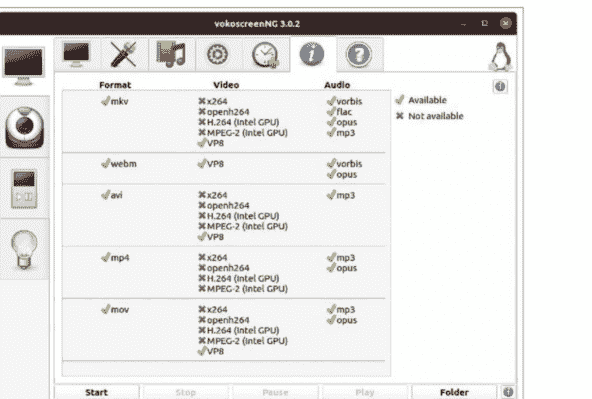 vokoscreenNG 3.0.2
Format Video Audio
mkv x264 vorbis
openh264 flac
H.264 (Intel GPU) opus
MPEG-2 (Intel GPU) mp3
VP8
webm VP8 vorbis
opus
avi x264 mp3
openh264
H.264 (Intel GPU)
MPEG-2 (Intel GPU)
VP8
mp4 x264 mp3
openh264 opus
H.264 (Intel GPU)
MPEG-2 (Intel GPU)
mov x264 mp3
openh264 opus
H.264 (Intel GPU)
MPEG-2 (Intel GPU)
VP8
Available
Not available
Start Stop Pause Play Folder